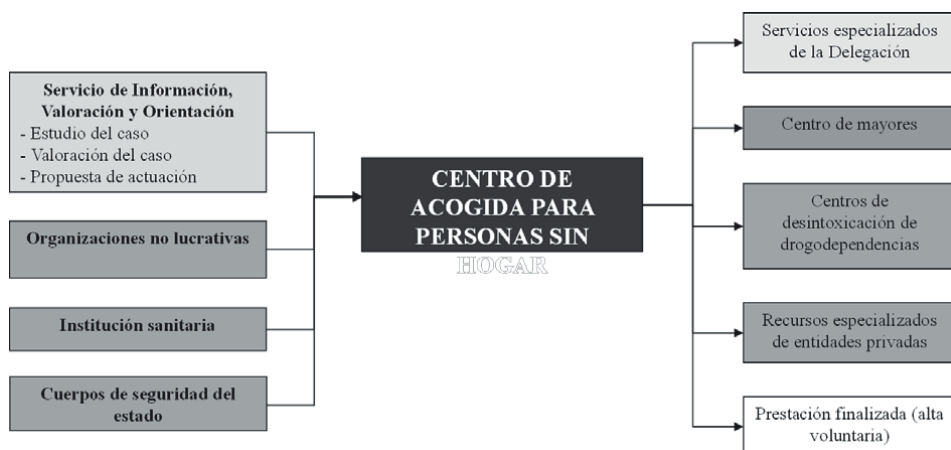 Servicio de Información,
Valoración y Orientación
- Estudio del caso
- Valoración del caso
- Propuesta de actuación
Organizaciones no lucrativas
Institución sanitaria
Cuerpos de seguridad del
estado
CENTRO DE
ACOGIDA PARA
PERSONAS SIN
HOGAR
Servicios especializados
de la Delegación
Centro de mayores
Centros de
desintoxicación de
drogodependencias
Recursos especializados
de entidades privadas
Prestación finalizada (alta
voluntaria)